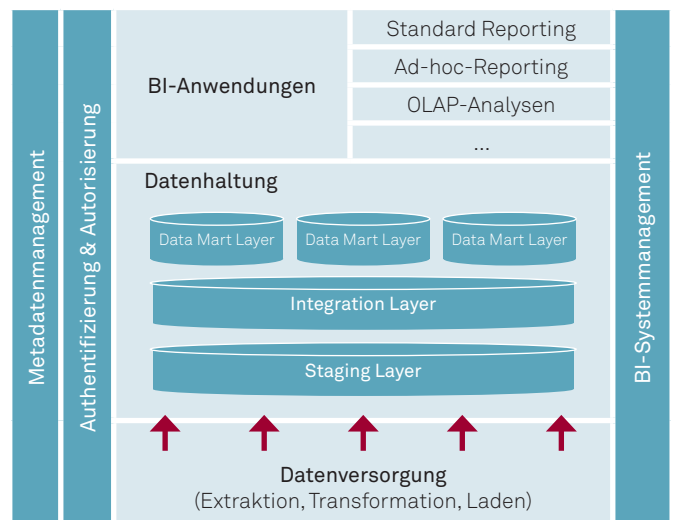 Metadatenmanagement
Authentifizierung & Autorisierung
BI-Anwendungen
Standard Reporting
Ad-hoc-Reporting
OLAP-Analysen
...
Datenhaltung
Data Mart Layer
Data Mart Layer
Data Mart Layer
Integration Layer
Staging Layer
Datenversorgung
(Extraktion, Transformation, Laden)
BI-Systemmanagement